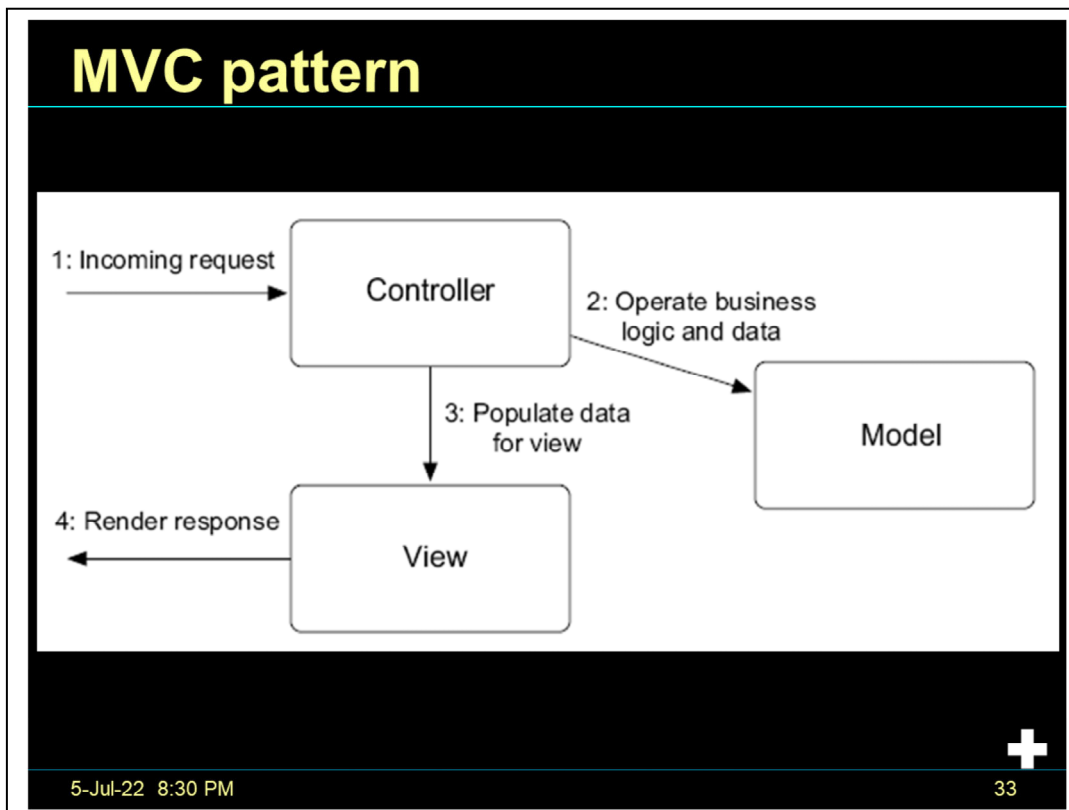 MVC pattern
1: Incoming request
Controller
2: Operate business
logic and data
3: Populate data
for view
Model
4: Render response
View
5-Jul-22 8:30 PM
33